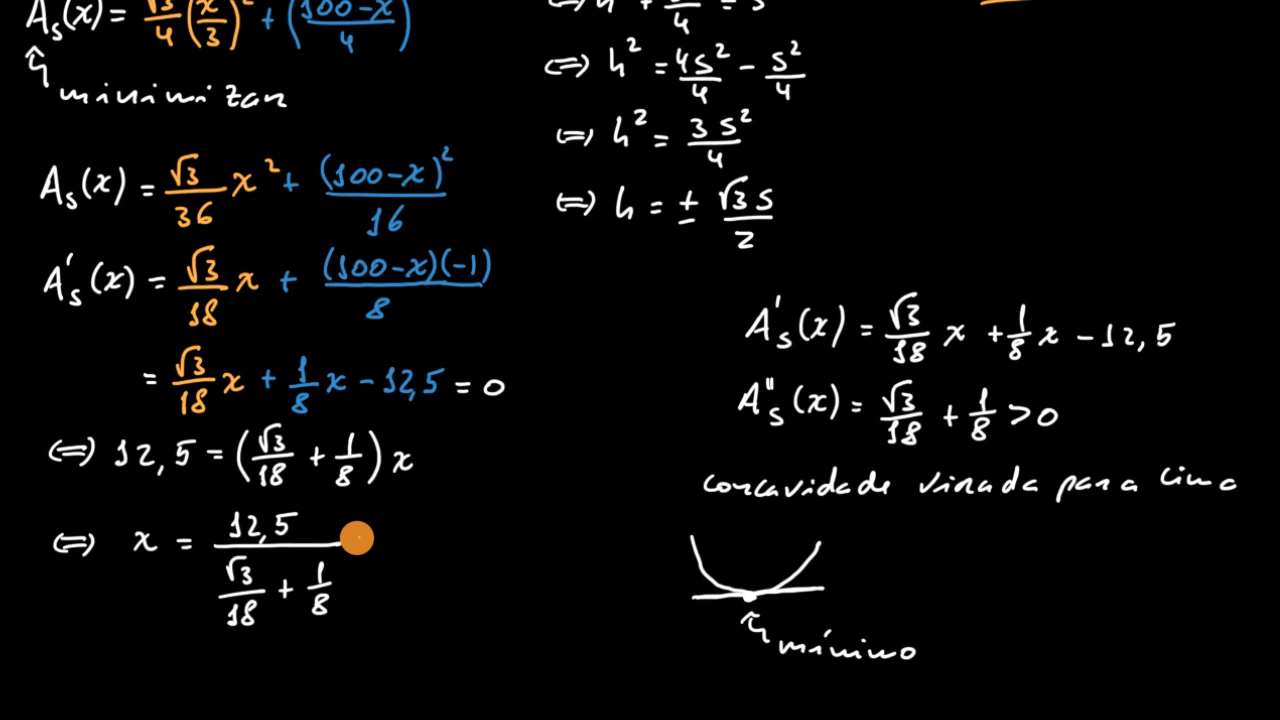 A_s(x) = √3/4 (x/3)² + ((100-x)/4)²
minimizar
A_s(x) = √3/36 x² + (100-x)²/16
A'_s(x) = √3/18 x + (100-x)(-1)/8
= √3/18 x + 1/8 x - 12,5 = 0
⇔ 12,5 = (√3/18 + 1/8) x
⇔ x = 12,5/(√3/18 + 1/8)
⇔ h² = 4s²/4 - s²/4
⇔ h² = 3s²/4
⇔ h = ± √3 s/2
A'_s(x) = √3/18 x + 1/8 x - 12,5
A''_s(x) = √3/18 + 1/8 > 0
concavidade virada para cima
mínimo